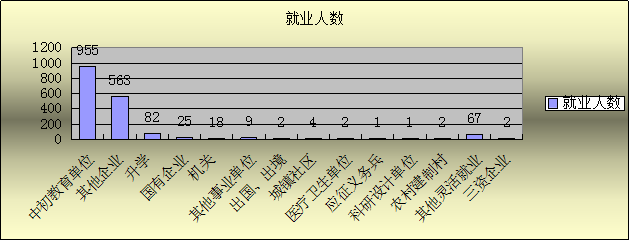 就业人数
1200
1000
800
600
400
200
0
955
563
82
25
18
9
2
4
2
1
1
2
67
2
中初教育单位
其他企业
升学
国有企业
机关
其他事业单位
出国、出境
城镇社区
医疗卫生单位
应征义务兵
科研设计单位
农村建制村
其他灵活就业
三资企业
就业人数